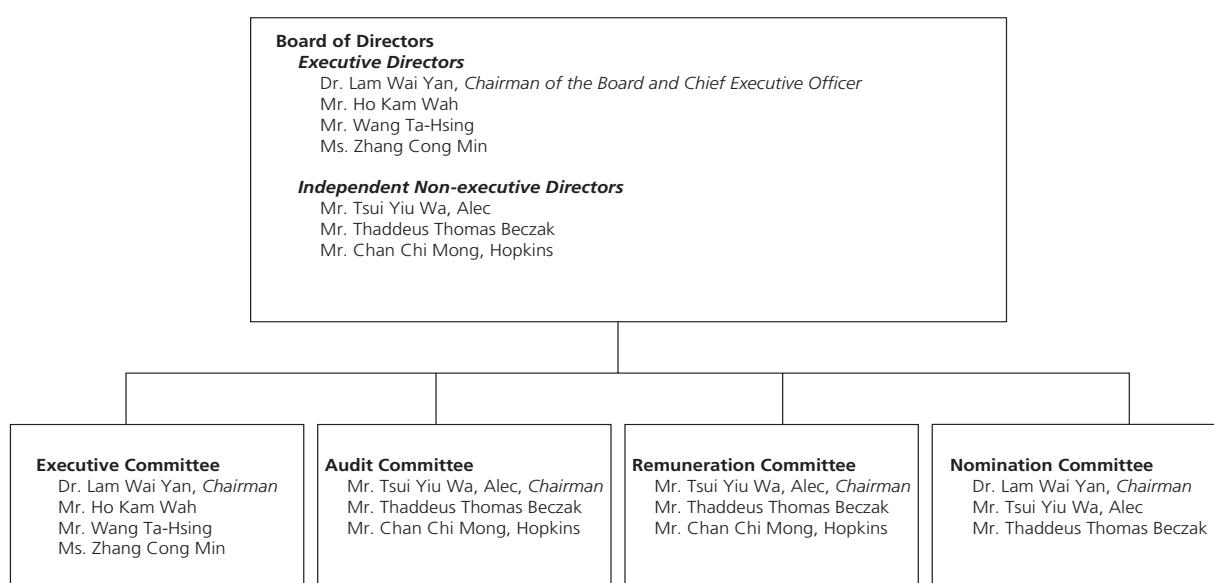 Board of Directors
Executive Directors
Dr. Lam Wai Yan, Chairman of the Board and Chief Executive Officer
Mr. Ho Kam Wah
Mr. Wang Ta-Hsing
Ms. Zhang Cong Min
Independent Non-executive Directors
Mr. Tsui Yiu Wa, Alec
Mr. Thaddeus Thomas Beczak
Mr. Chan Chi Mong, Hopkins
Executive Committee
Dr. Lam Wai Yan, Chairman
Mr. Ho Kam Wah
Mr. Wang Ta-Hsing
Ms. Zhang Cong Min
Audit Committee
Mr. Tsui Yiu Wa, Alec, Chairman
Mr. Thaddeus Thomas Beczak
Mr. Chan Chi Mong, Hopkins
Remuneration Committee
Mr. Tsui Yiu Wa, Alec, Chairman
Mr. Thaddeus Thomas Beczak
Mr. Chan Chi Mong, Hopkins
Nomination Committee
Dr. Lam Wai Yan, Chairman
Mr. Tsui Yiu Wa, Alec
Mr. Thaddeus Thomas Beczak